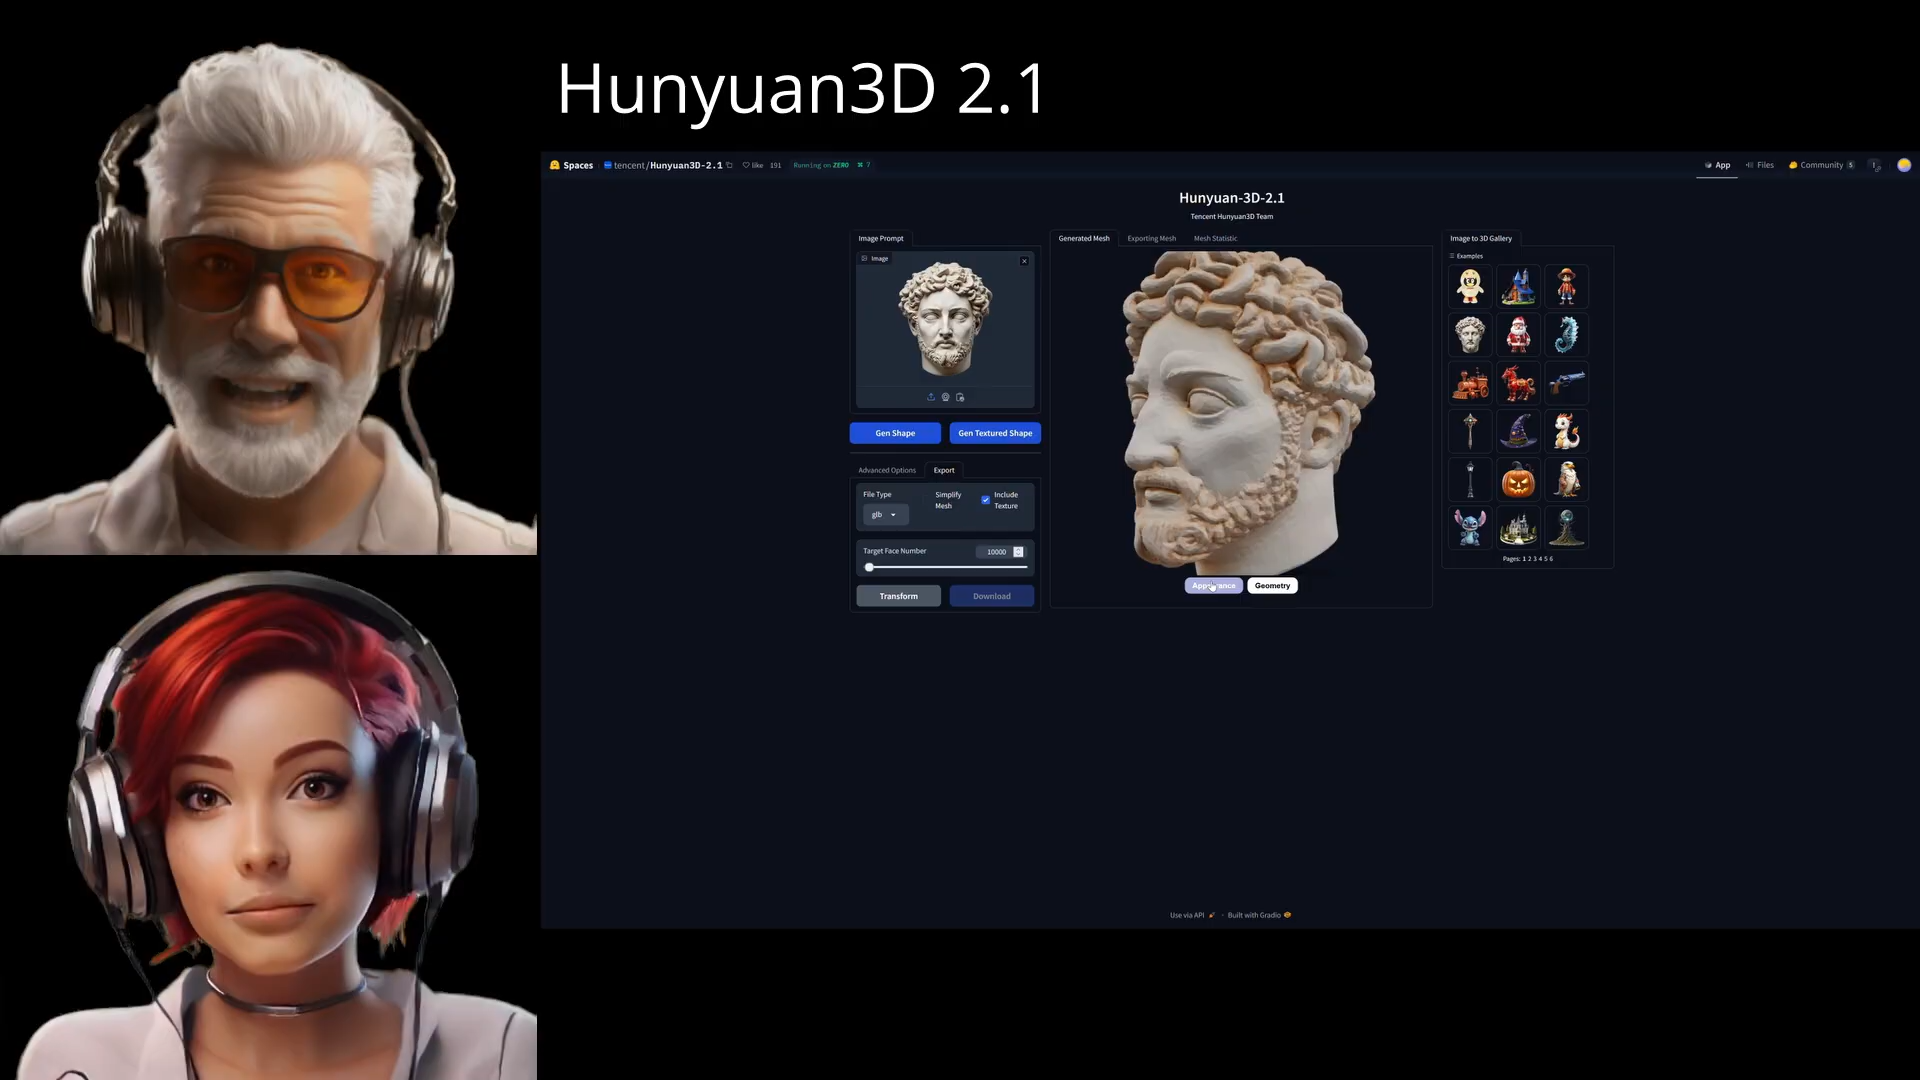 Hunyuan3D 2.1
Spaces tencent/Hunyuan3D-2.1 like 191 Running on ZERO 7 App Files Community 5
Hunyuan-3D-2.1
Tencent Hunyuan3D Team
Image Prompt
Image
Gen Shape Gen Textured Shape
Advanced Options Export
File Type
glb
Simplify Mesh
Include Texture
Target Face Number 10000
Transform Download
Generated Mesh Exporting Mesh Mesh Statistic
Appearance Geometry
Image to 3D Gallery
Examples
Pages: 1 2 3 4 5 6
Use via API · Built with Gradio